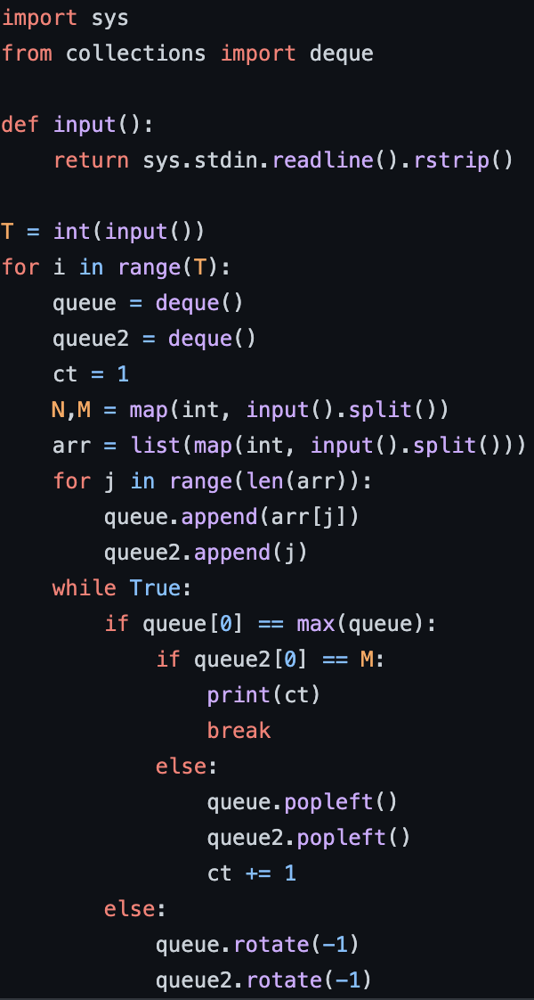 import sys
from collections import deque

def input():
    return sys.stdin.readline().rstrip()

T = int(input())
for i in range(T):
    queue = deque()
    queue2 = deque()
    ct = 1
    N,M = map(int, input().split())
    arr = list(map(int, input().split()))
    for j in range(len(arr)):
        queue.append(arr[j])
        queue2.append(j)
    while True:
        if queue[0] == max(queue):
            if queue2[0] == M:
                print(ct)
                break
            else:
                queue.popleft()
                queue2.popleft()
                ct += 1
        else:
            queue.rotate(-1)
            queue2.rotate(-1)